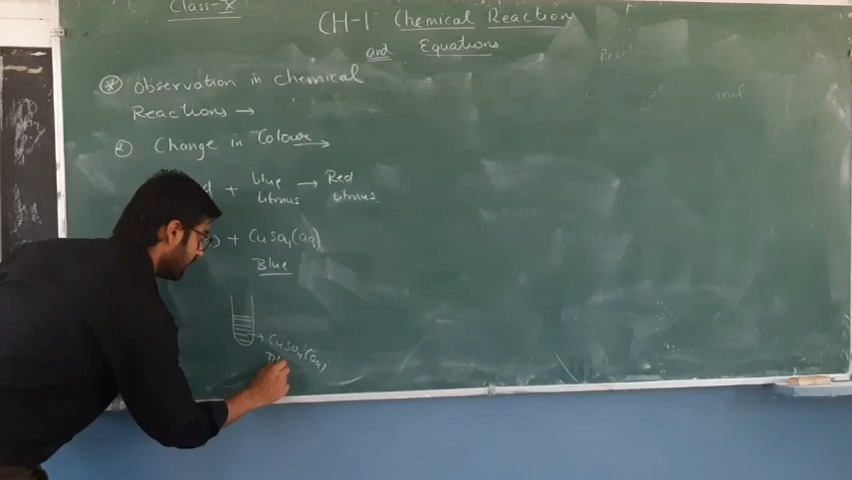 Class-X
CH-1 Chemical Reaction
and Equations
Observation in chemical
Reactions →
Change in Colour →
+ blue litmus → Red litmus
+ CuSO4(aq)
Blue
→ CuSO4(aq)